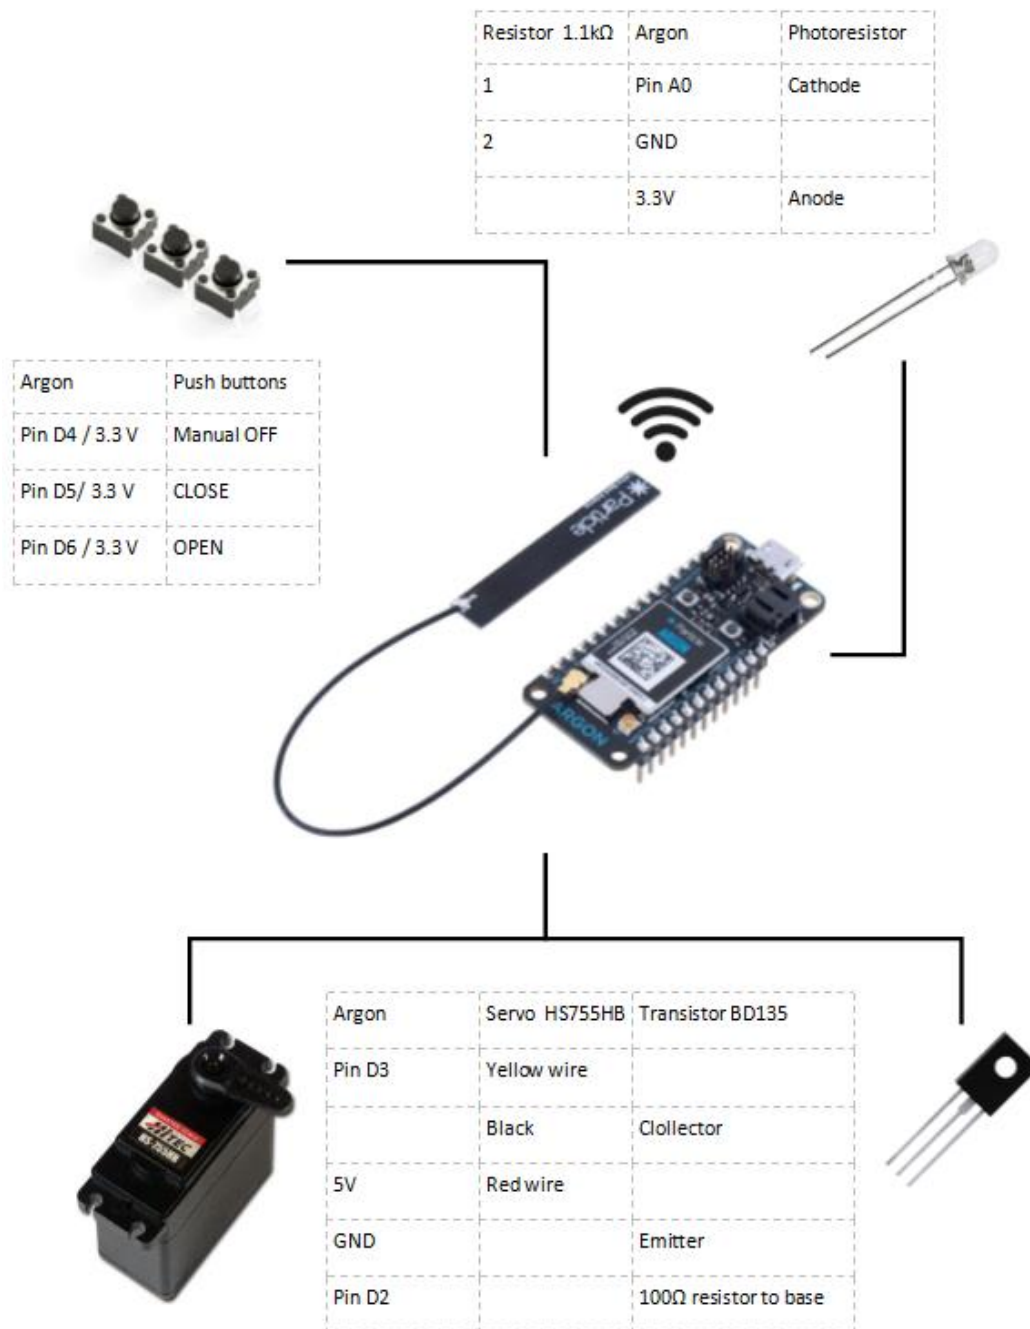 Resistor 1.1kΩ Argon Photoresistor
1 Pin A0 Cathode
2 GND
3.3V Anode
Argon Push buttons
Pin D4 / 3.3 V Manual OFF
Pin D5/ 3.3 V CLOSE
Pin D6 / 3.3 V OPEN
Particle
ARGON
Argon Servo HS755HB Transistor BD135
Pin D3 Yellow wire
Black Clollector
5V Red wire
GND Emitter
Pin D2 100Ω resistor to base
HITEC
HS-755HB